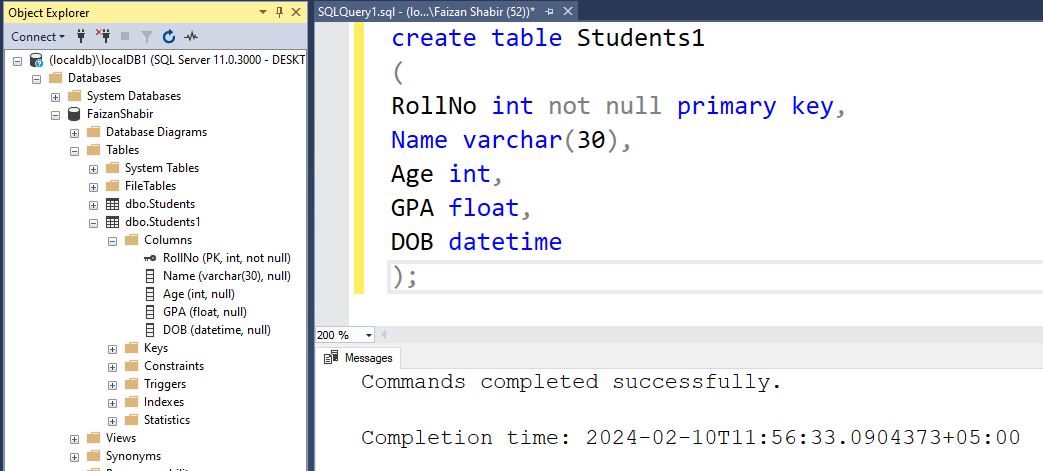 Object Explorer
Connect
(localdb)\localDB1 (SQL Server 11.0.3000 - DESKT
Databases
System Databases
FaizanShabir
Database Diagrams
Tables
System Tables
FileTables
dbo.Students
dbo.Students1
Columns
RollNo (PK, int, not null)
Name (varchar(30), null)
Age (int, null)
GPA (float, null)
DOB (datetime, null)
Keys
Constraints
Triggers
Indexes
Statistics
Views
Synonyms
SQLQuery1.sql - (lo...\Faizan Shabir (52))*
create table Students1
(
RollNo int not null primary key,
Name varchar(30),
Age int,
GPA float,
DOB datetime
);
200 %
Messages
Commands completed successfully.
Completion time: 2024-02-10T11:56:33.0904373+05:00